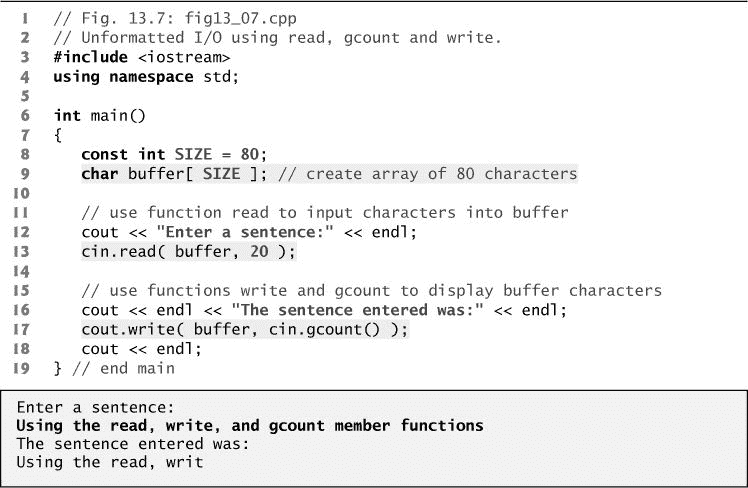 1 // Fig. 13.7: fig13_07.cpp
2 // Unformatted I/O using read, gcount and write.
3 #include <iostream>
4 using namespace std;
5
6 int main()
7 {
8    const int SIZE = 80;
9    char buffer[ SIZE ]; // create array of 80 characters
10
11    // use function read to input characters into buffer
12    cout << "Enter a sentence:" << endl;
13    cin.read( buffer, 20 );
14
15    // use functions write and gcount to display buffer characters
16    cout << endl << "The sentence entered was:" << endl;
17    cout.write( buffer, cin.gcount() );
18    cout << endl;
19 } // end main
Enter a sentence:
Using the read, write, and gcount member functions
The sentence entered was:
Using the read, writ